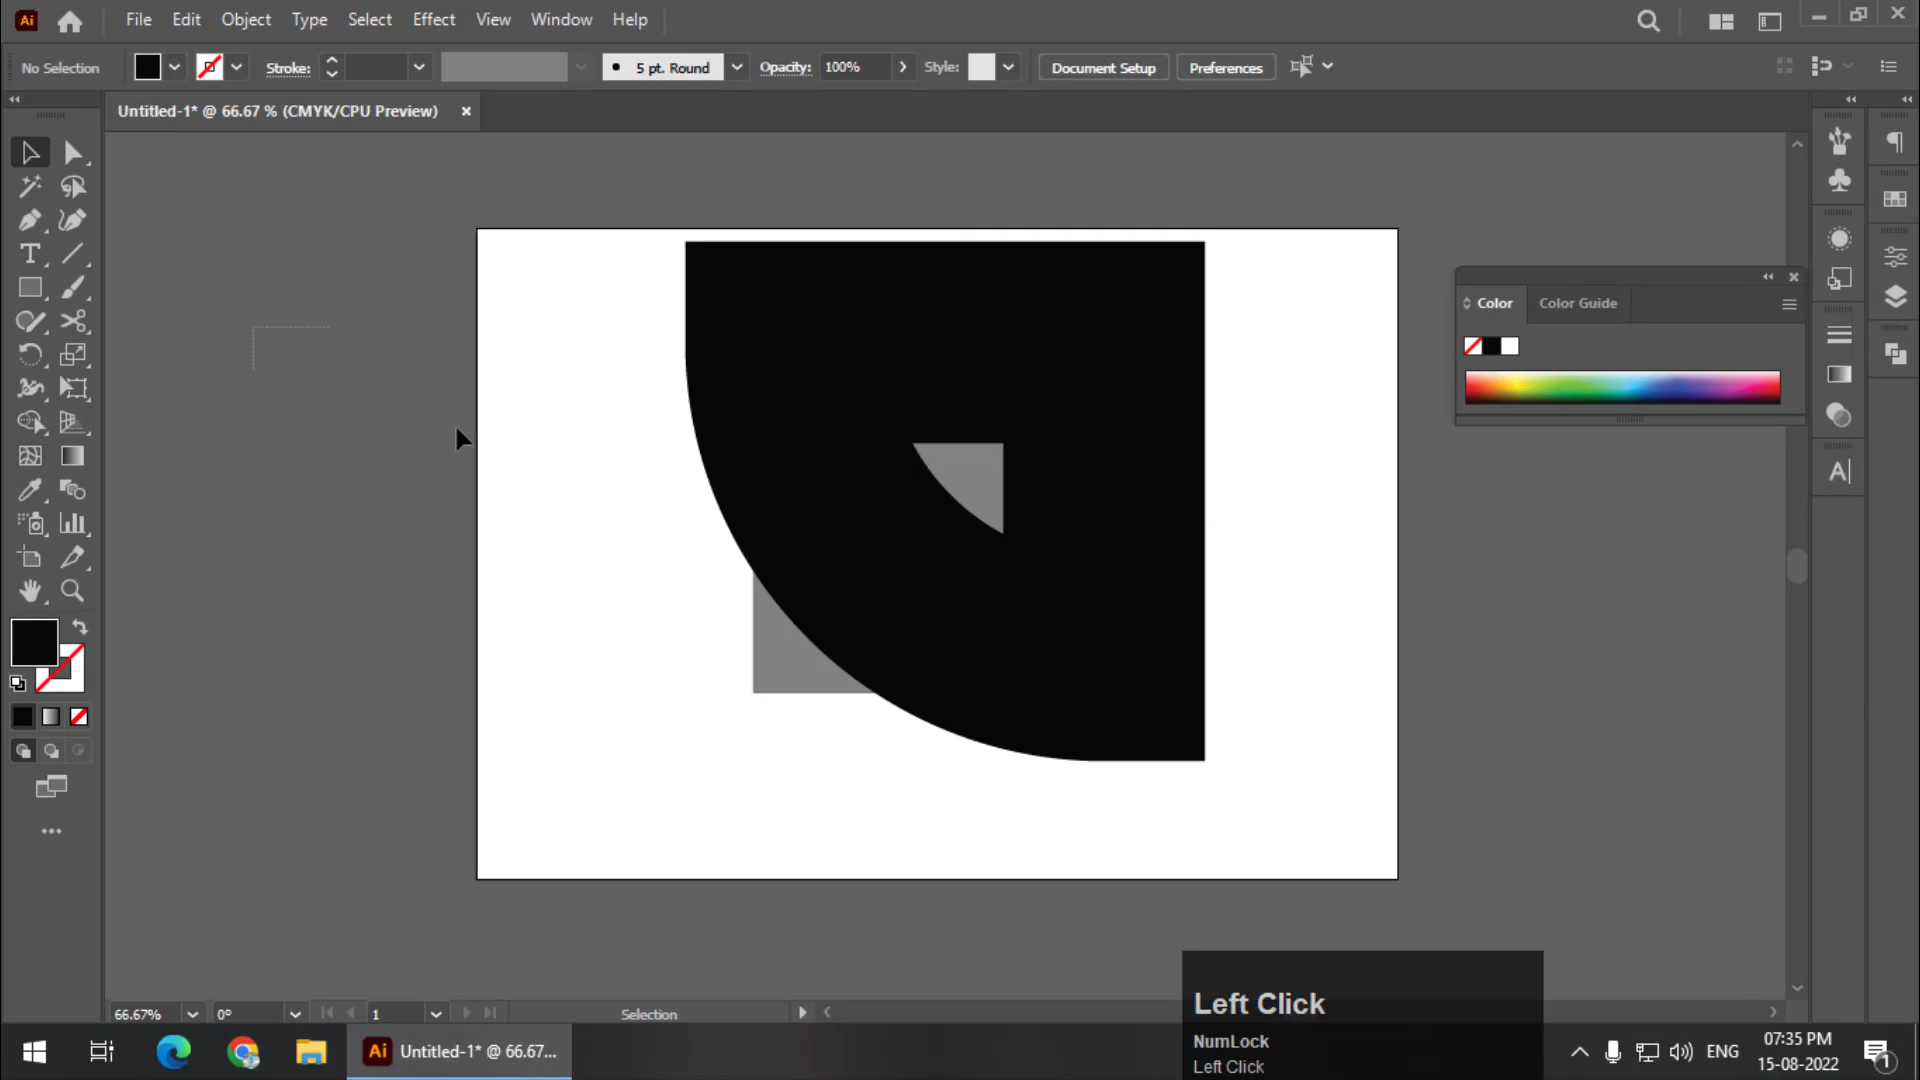 Ai File Edit Object Type Select Effect View Window Help
No Selection Stroke: 5 pt. Round Opacity: 100% Style: Document Setup Preferences
Untitled-1* @ 66.67 % (CMYK/CPU Preview)
Color Color Guide
66.67% 0° 1 Selection
Left Click
NumLock
Left Click
Ai Untitled-1* @ 66.67...
ENG
07:35 PM
15-08-2022
1